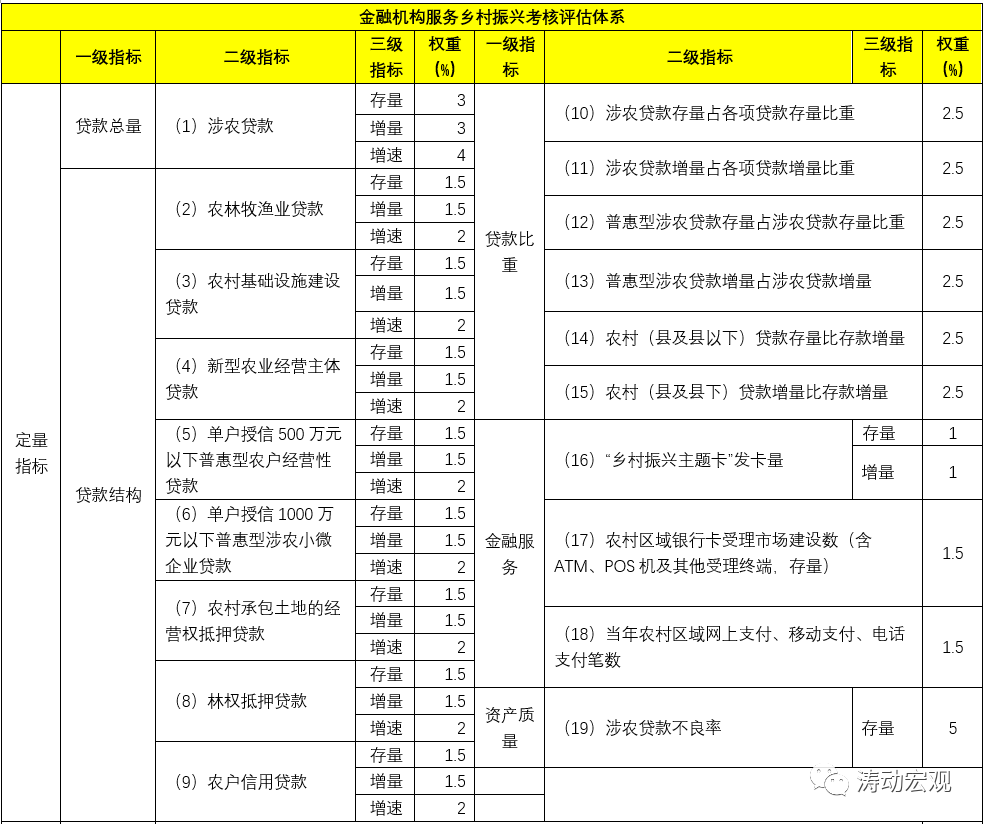 金融机构服务乡村振兴考核评估体系
一级指标
二级指标
三级
指标
权重
(%)
一级指
标
二级指标
三级指
标
权重
(%)
定量
指标
贷款总量
（1）涉农贷款
存量
3
增量
3
增速
4
贷款结构
（2）农林牧渔业贷款
存量
1.5
增量
1.5
增速
2
（3）农村基础设施建设
贷款
存量
1.5
增量
1.5
增速
2
（4）新型农业经营主体
贷款
存量
1.5
增量
1.5
增速
2
（5）单户授信 500 万元
以下普惠型农户经营性
贷款
存量
1.5
增量
1.5
增速
2
（6）单户授信 1000 万
元以下普惠型涉农小微
企业贷款
存量
1.5
增量
1.5
增速
2
（7）农村承包土地的经
营权抵押贷款
存量
1.5
增量
1.5
增速
2
（8）林权抵押贷款
存量
1.5
增量
1.5
增速
2
（9）农户信用贷款
存量
1.5
增量
1.5
增速
2
贷款比
重
（10）涉农贷款存量占各项贷款存量比重
2.5
（11）涉农贷款增量占各项贷款增量比重
2.5
（12）普惠型涉农贷款存量占涉农贷款存量比重
2.5
（13）普惠型涉农贷款增量占涉农贷款增量
2.5
（14）农村（县及县以下）贷款存量比存款增量
2.5
（15）农村（县及县下）贷款增量比存款增量
2.5
金融服
务
（16）“乡村振兴主题卡”发卡量
存量
1
增量
1
（17）农村区域银行卡受理市场建设数（含
ATM、POS 机及其他受理终端，存量）
1.5
（18）当年农村区域网上支付、移动支付、电话
支付笔数
1.5
资产质
量
（19）涉农贷款不良率
存量
5
涛动宏观